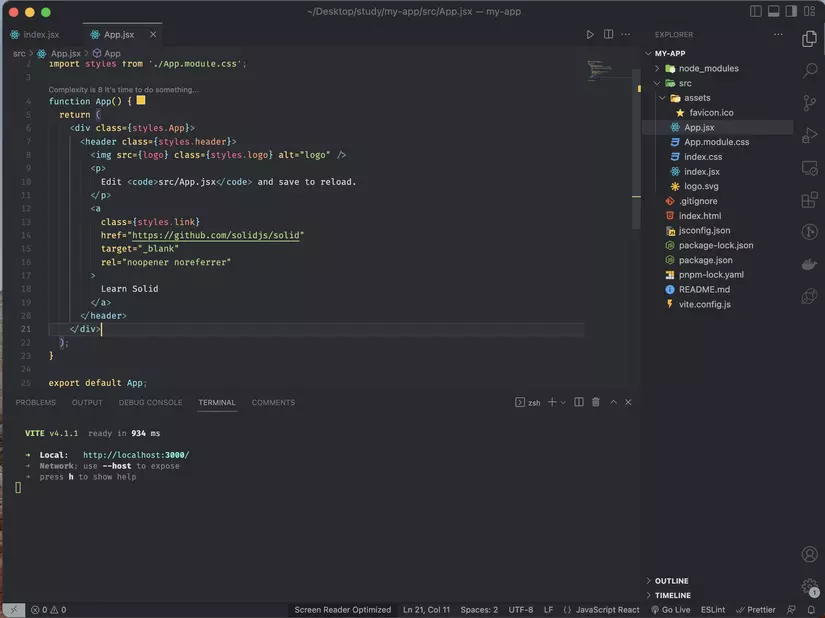 ~/Desktop/study/my-app/src/App.jsx — my-app
index.jsx
App.jsx
src > App.jsx > App
2 import styles from './App.module.css';
3
Complexity is 8 It's time to do something...
4 function App() {
5 return (
6 <div class={styles.App}>
7 <header class={styles.header}>
8 <img src={logo} class={styles.logo} alt="logo" />
9 <p>
10 Edit <code>src/App.jsx</code> and save to reload.
11 </p>
12 <a
13 class={styles.link}
14 href="https://github.com/solidjs/solid"
15 target="_blank"
16 rel="noopener noreferrer"
17 >
18 Learn Solid
19 </a>
20 </header>
21 </div>
22 );
23 }
24
25 export default App;
PROBLEMS OUTPUT DEBUG CONSOLE TERMINAL COMMENTS
zsh
VITE v4.1.1 ready in 934 ms
➜ Local: http://localhost:3000/
➜ Network: use --host to expose
➜ press h to show help
EXPLORER
MY-APP
node_modules
src
assets
favicon.ico
App.jsx
App.module.css
index.css
index.jsx
logo.svg
.gitignore
index.html
jsconfig.json
package-lock.json
package.json
pnpm-lock.yaml
README.md
vite.config.js
OUTLINE
TIMELINE
1
0 0
Screen Reader Optimized Ln 21, Col 11 Spaces: 2 UTF-8 LF JavaScript React Go Live ESLint Prettier